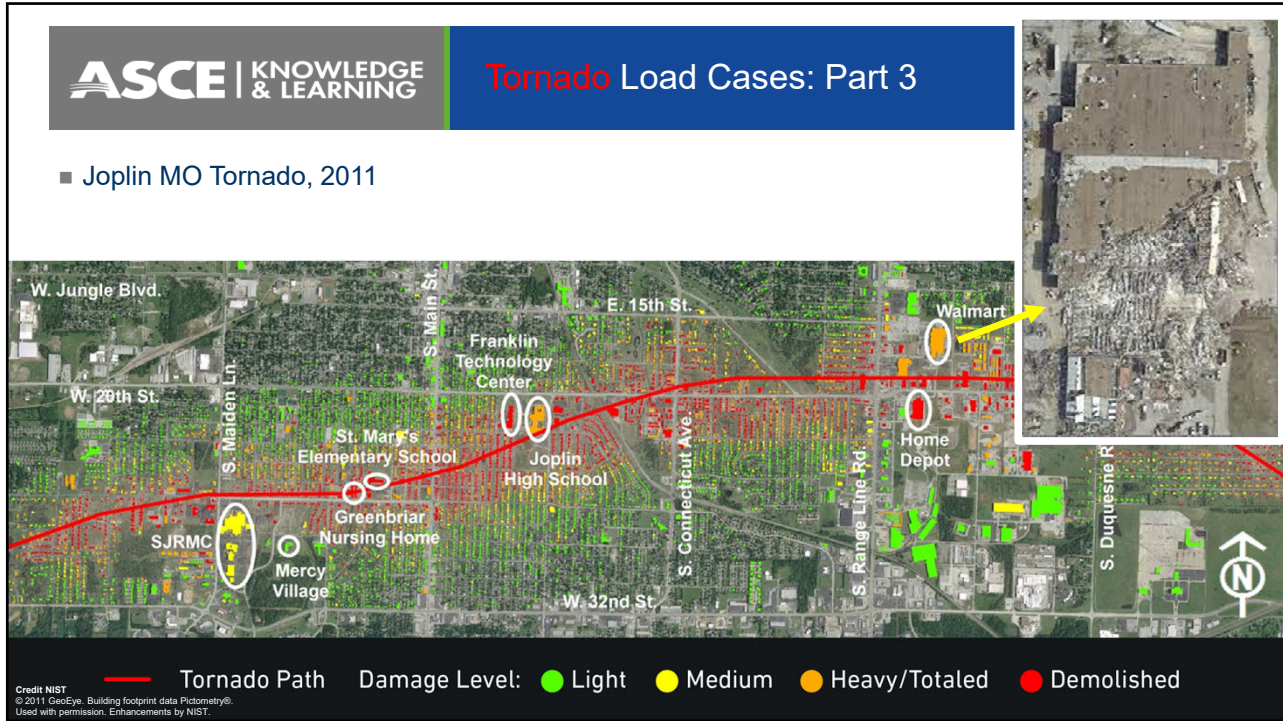 ASCE | KNOWLEDGE
& LEARNING
Tornado Load Cases: Part 3
■ Joplin MO Tornado, 2011
W. Jungle Blvd.
S. Main St.
E. 15th St.
Walmart
Franklin
Technology
Center
W. 20th St.
S. Maiden Ln.
St. Mary's
Elementary School
Joplin
High School
Home
Depot
S. Connecticut Ave.
S. Range Line Rd.
S. Duquesne R
Greenbriar
Nursing Home
SJRMC
Mercy
Village
W. 32nd St.
N
Tornado Path Damage Level: Light Medium Heavy/Totaled Demolished
Credit NIST
© 2011 GeoEye. Building footprint data Pictometry®.
Used with permission. Enhancements by NIST.